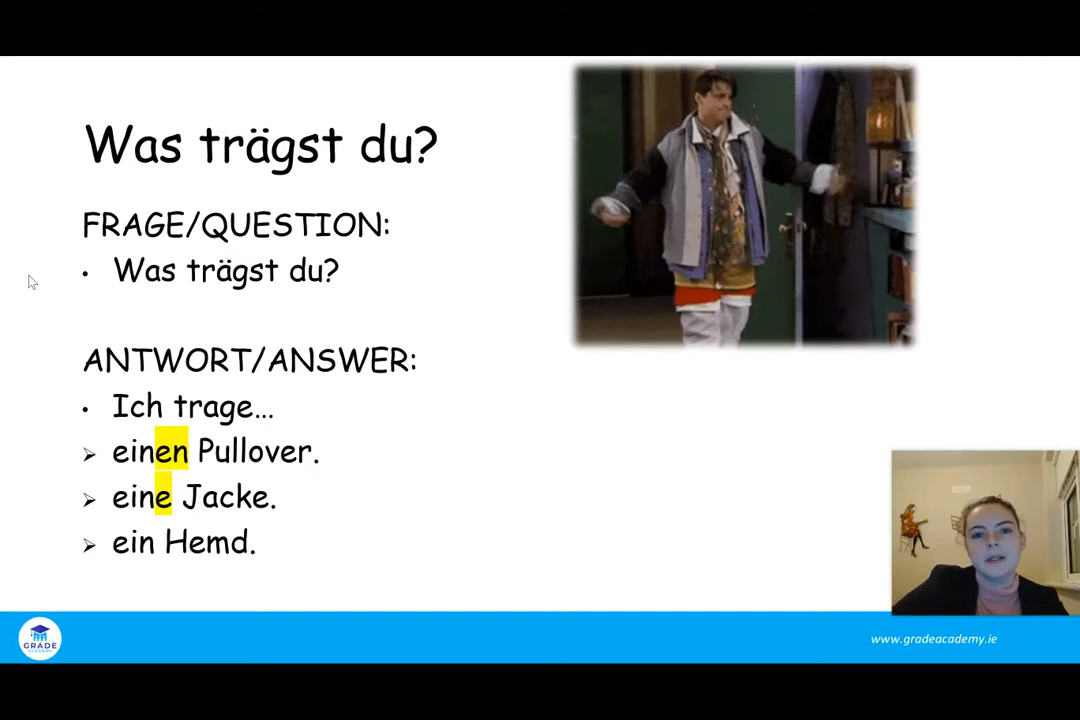 Was trägst du?
FRAGE/QUESTION:
• Was trägst du?
ANTWORT/ANSWER:
• Ich trage…
➢ einen Pullover.
➢ eine Jacke.
➢ ein Hemd.
GRADE
ACADEMY
www.gradeacademy.ie